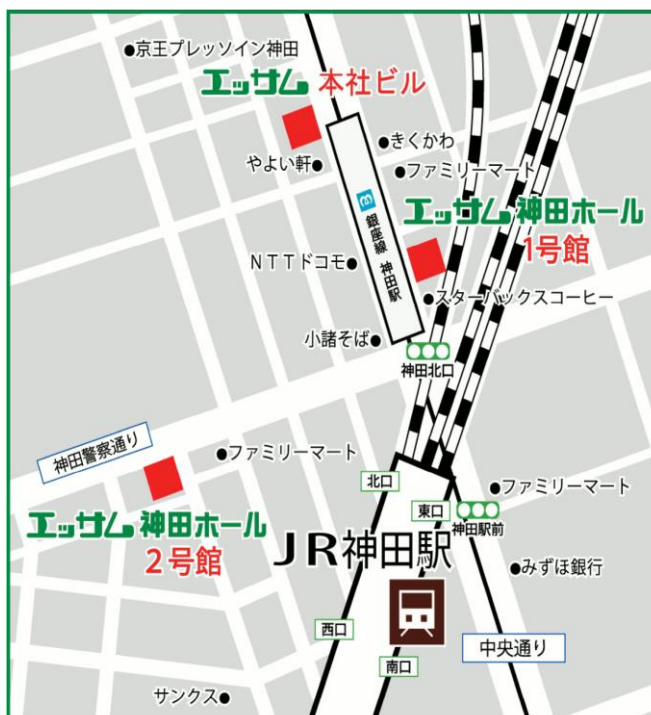 京王プレッソイン神田
エッサム 本社ビル
きくかわ
やよい軒
ファミリーマート
エッサム 神田ホール
1号館
銀座線 神田駅
NTTドコモ
スターバックスコーヒー
小諸そば
神田北口
神田警察通り
ファミリーマート
北口
東口
ファミリーマート
神田駅前
エッサム 神田ホール
2号館
JR神田駅
みずほ銀行
西口
中央通り
南口
サンクス